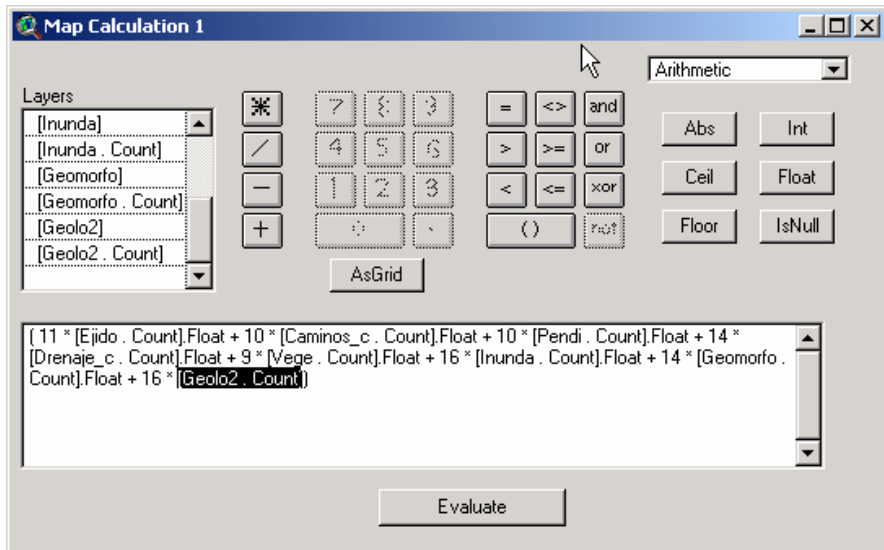 Map Calculation 1
Arithmetic
Layers
[Inunda]
[Inunda . Count]
[Geomorfo]
[Geomorfo . Count]
[Geolo2]
[Geolo2 . Count]
/
-
+
7 8 9
4 5 6
1 2 3
0 .
AsGrid
= <> and
> >= or
< <= xor
( ) not
Abs Int
Ceil Float
Floor IsNull
( 11 * [Ejido . Count].Float + 10 * [Caminos_c . Count].Float + 10 * [Pendi . Count].Float + 14 *
[Drenaje_c . Count].Float + 9 * [Vege . Count].Float + 16 * [Inunda . Count].Float + 14 * [Geomorfo .
Count].Float + 16 * [Geolo2 . Count])
Evaluate